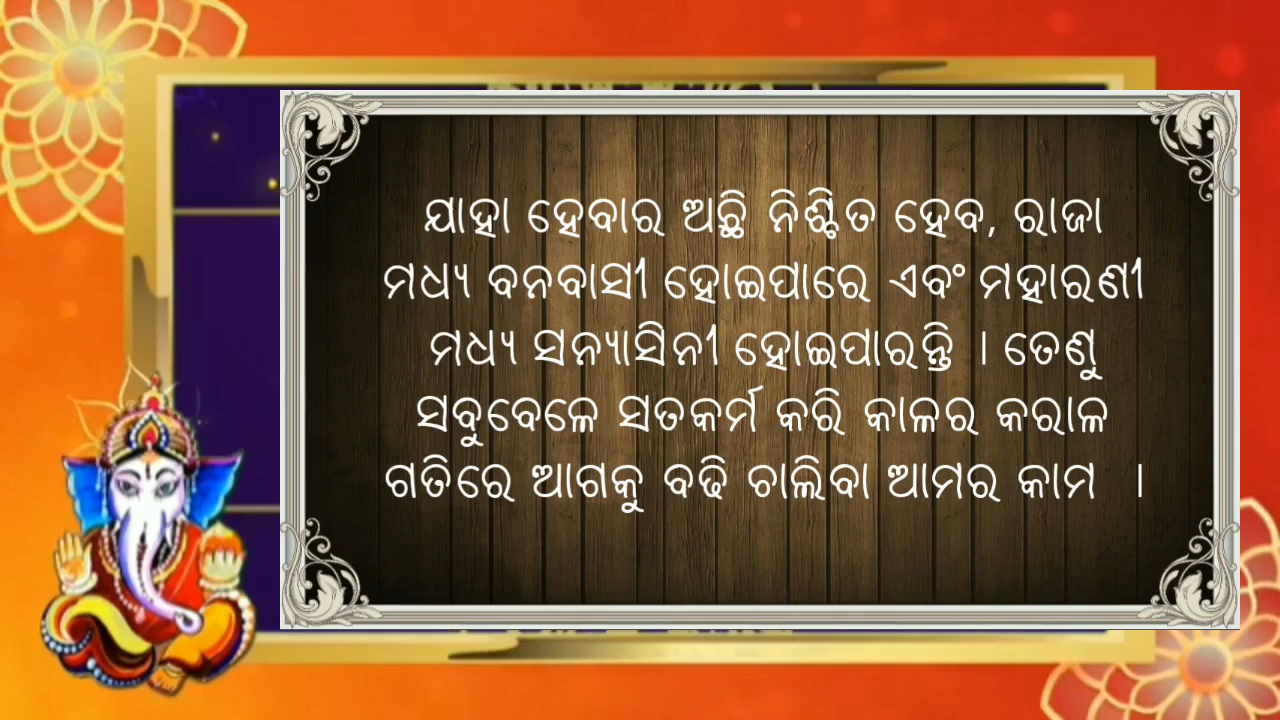 ଯାହା ହେବାର ଅଛି ନିଶ୍ଚିତ ହେବ, ରାଜା
ମଧ୍ୟ ବନବାସୀ ହୋଇପାରେ ଏବଂ ମହାରଣୀ
ମଧ୍ୟ ସନ୍ୟାସିନୀ ହୋଇପାରନ୍ତି । ତେଣୁ
ସବୁବେଳେ ସତକର୍ମ କରି କାଳର କରାଳ
ଗତିରେ ଆଗକୁ ବଢି ଚାଲିବା ଆମର କାମ ।